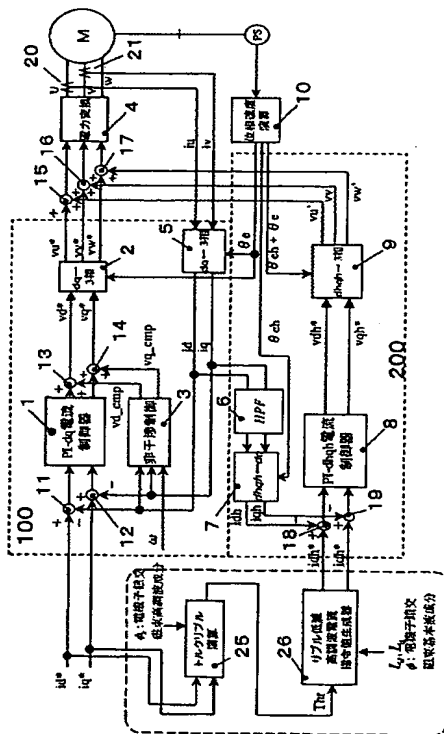 id*
iq*
100
11
12
1
PI-dq電流
制御器
13
14
vd*
vq*
vd_cmp
vq_cmp
3
非干渉制御
ω
2
dq→3相
vu*
vv*
vw*
15
16
17
4
電力変換
20
21
U
V
W
M
PS
iu
iv
5
dq→3相
id
iq
θe
10
位相速度
演算
θch + θe
θch
6
HPF
7
dhqh→dq
idh
iqh
18
19
idh*
iqh*
8
PI-dhqh電流
制御器
vdh*
vqh*
9
dhqh→3相
vu'
vv'
vw'
200
電機子鎖交
磁束高調波成分
トルクリプル
演算
25
Thr
リプル低減
高調波電流
指令値生成器
26
Ld, Lq
φ:電機子鎖交
磁束基本波成分